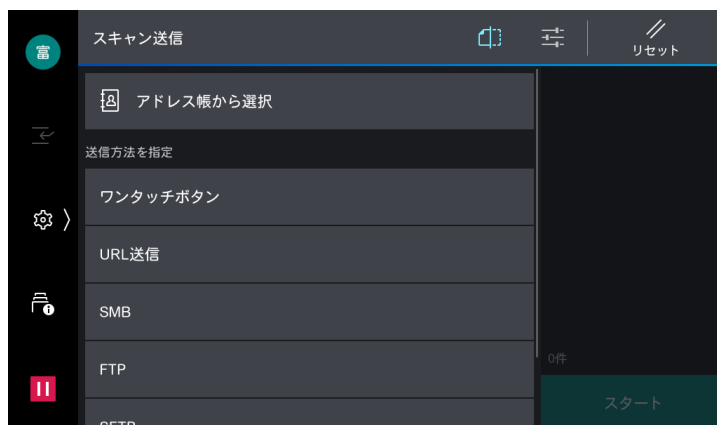 富
スキャン送信
リセット
アドレス帳から選択
送信方法を指定
ワンタッチボタン
URL送信
SMB
FTP
SFTP
0件
スタート